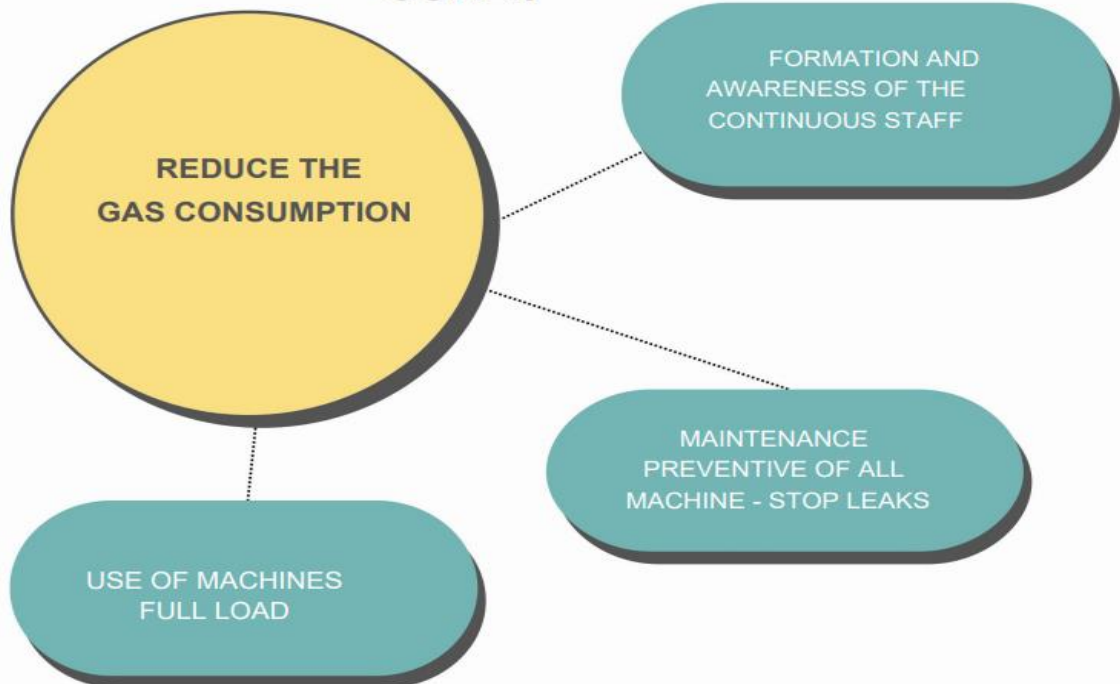 REDUCE THE
GAS CONSUMPTION
FORMATION AND
AWARENESS OF THE
CONTINUOUS STAFF
MAINTENANCE
PREVENTIVE OF ALL
MACHINE - STOP LEAKS
USE OF MACHINES
FULL LOAD